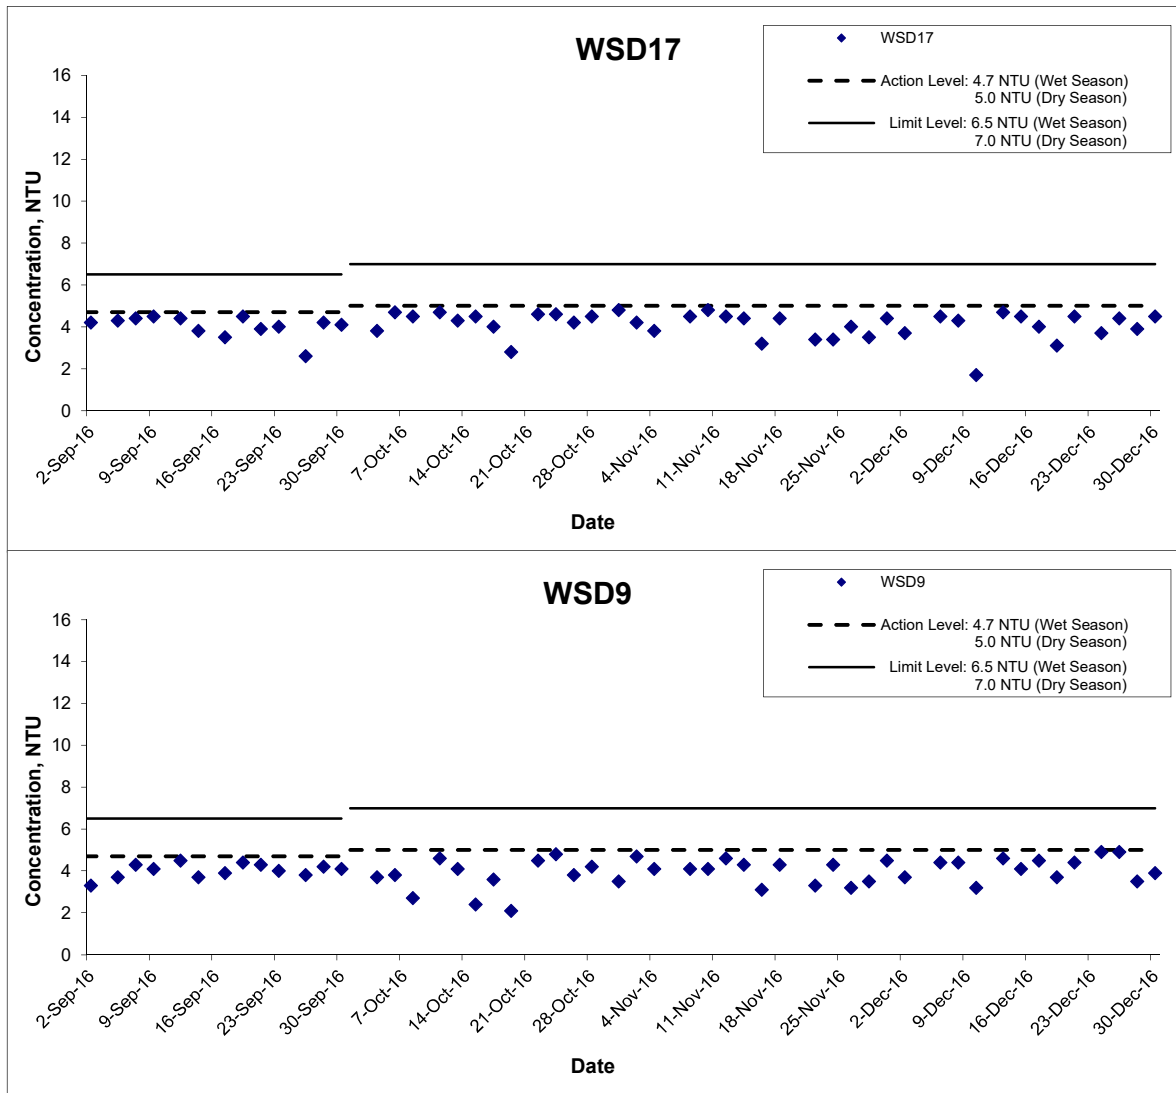 WSD17
WSD17
Action Level: 4.7 NTU (Wet Season)
5.0 NTU (Dry Season)
Limit Level: 6.5 NTU (Wet Season)
7.0 NTU (Dry Season)
Concentration, NTU
16
14
12
10
8
6
4
2
0
2-Sep-16
9-Sep-16
16-Sep-16
23-Sep-16
30-Sep-16
7-Oct-16
14-Oct-16
21-Oct-16
28-Oct-16
4-Nov-16
11-Nov-16
18-Nov-16
25-Nov-16
2-Dec-16
9-Dec-16
16-Dec-16
23-Dec-16
30-Dec-16
Date
WSD9
WSD9
Action Level: 4.7 NTU (Wet Season)
5.0 NTU (Dry Season)
Limit Level: 6.5 NTU (Wet Season)
7.0 NTU (Dry Season)
Concentration, NTU
16
14
12
10
8
6
4
2
0
2-Sep-16
9-Sep-16
16-Sep-16
23-Sep-16
30-Sep-16
7-Oct-16
14-Oct-16
21-Oct-16
28-Oct-16
4-Nov-16
11-Nov-16
18-Nov-16
25-Nov-16
2-Dec-16
9-Dec-16
16-Dec-16
23-Dec-16
30-Dec-16
Date